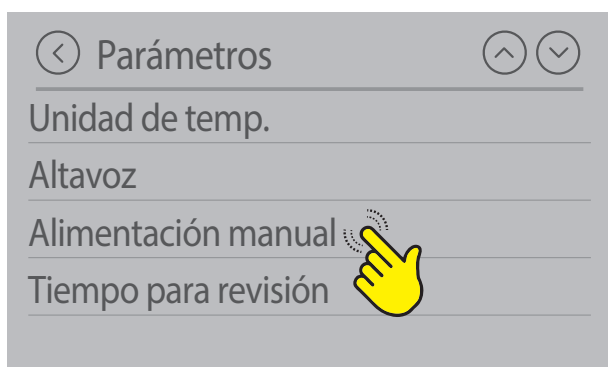 Parámetros
Unidad de temp.
Altavoz
Alimentación manual
Tiempo para revisión